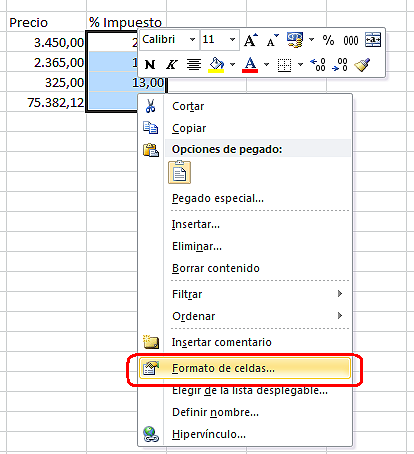 Precio % Impuesto
Calibri 11 A A % 000
N K A ,00 ,0
3.450,00 2
2.365,00 1
325,00 13,00
75.382,12
Cortar
Copiar
Opciones de pegado:
Pegado especial...
Insertar...
Eliminar...
Borrar contenido
Filtrar
Ordenar
Insertar comentario
Formato de celdas...
Elegir de la lista desplegable...
Definir nombre...
Hipervínculo...